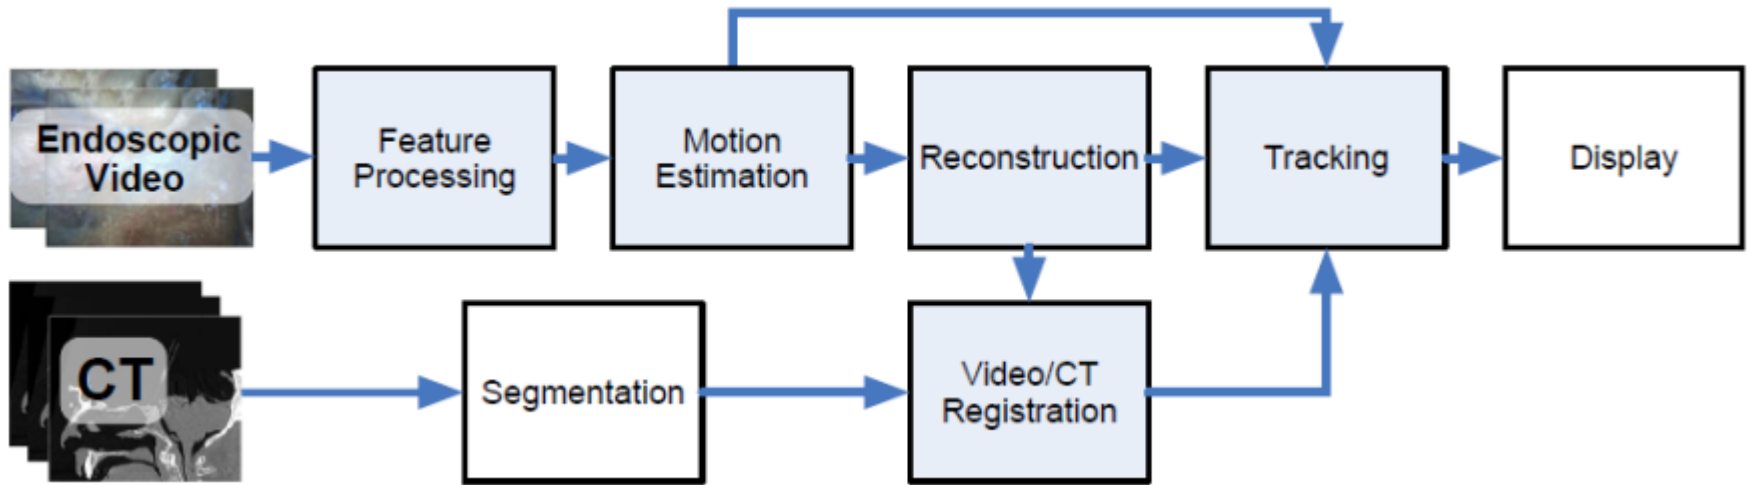 Endoscopic
Video
Feature
Processing
Motion
Estimation
Reconstruction
Tracking
Display
CT
Segmentation
Video/CT
Registration